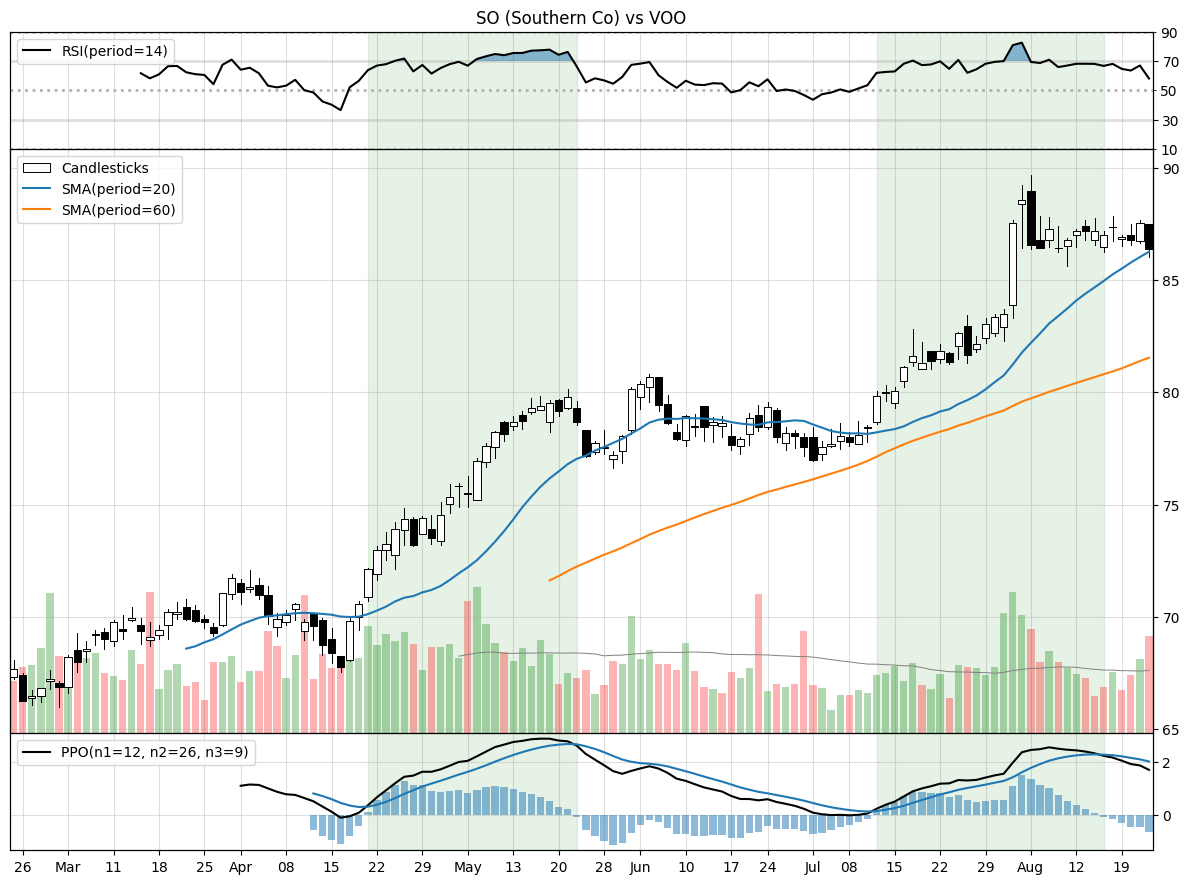 SO (Southern Co) vs VOO
RSI(period=14)
90
70
50
30
10
Candlesticks
SMA(period=20)
SMA(period=60)
90
85
80
75
70
65
PPO(n1=12, n2=26, n3=9)
2
0
26 Mar 11 18 25 Apr 08 15 22 29 May 13 20 28 Jun 10 17 24 Jul 08 15 22 29 Aug 12 19